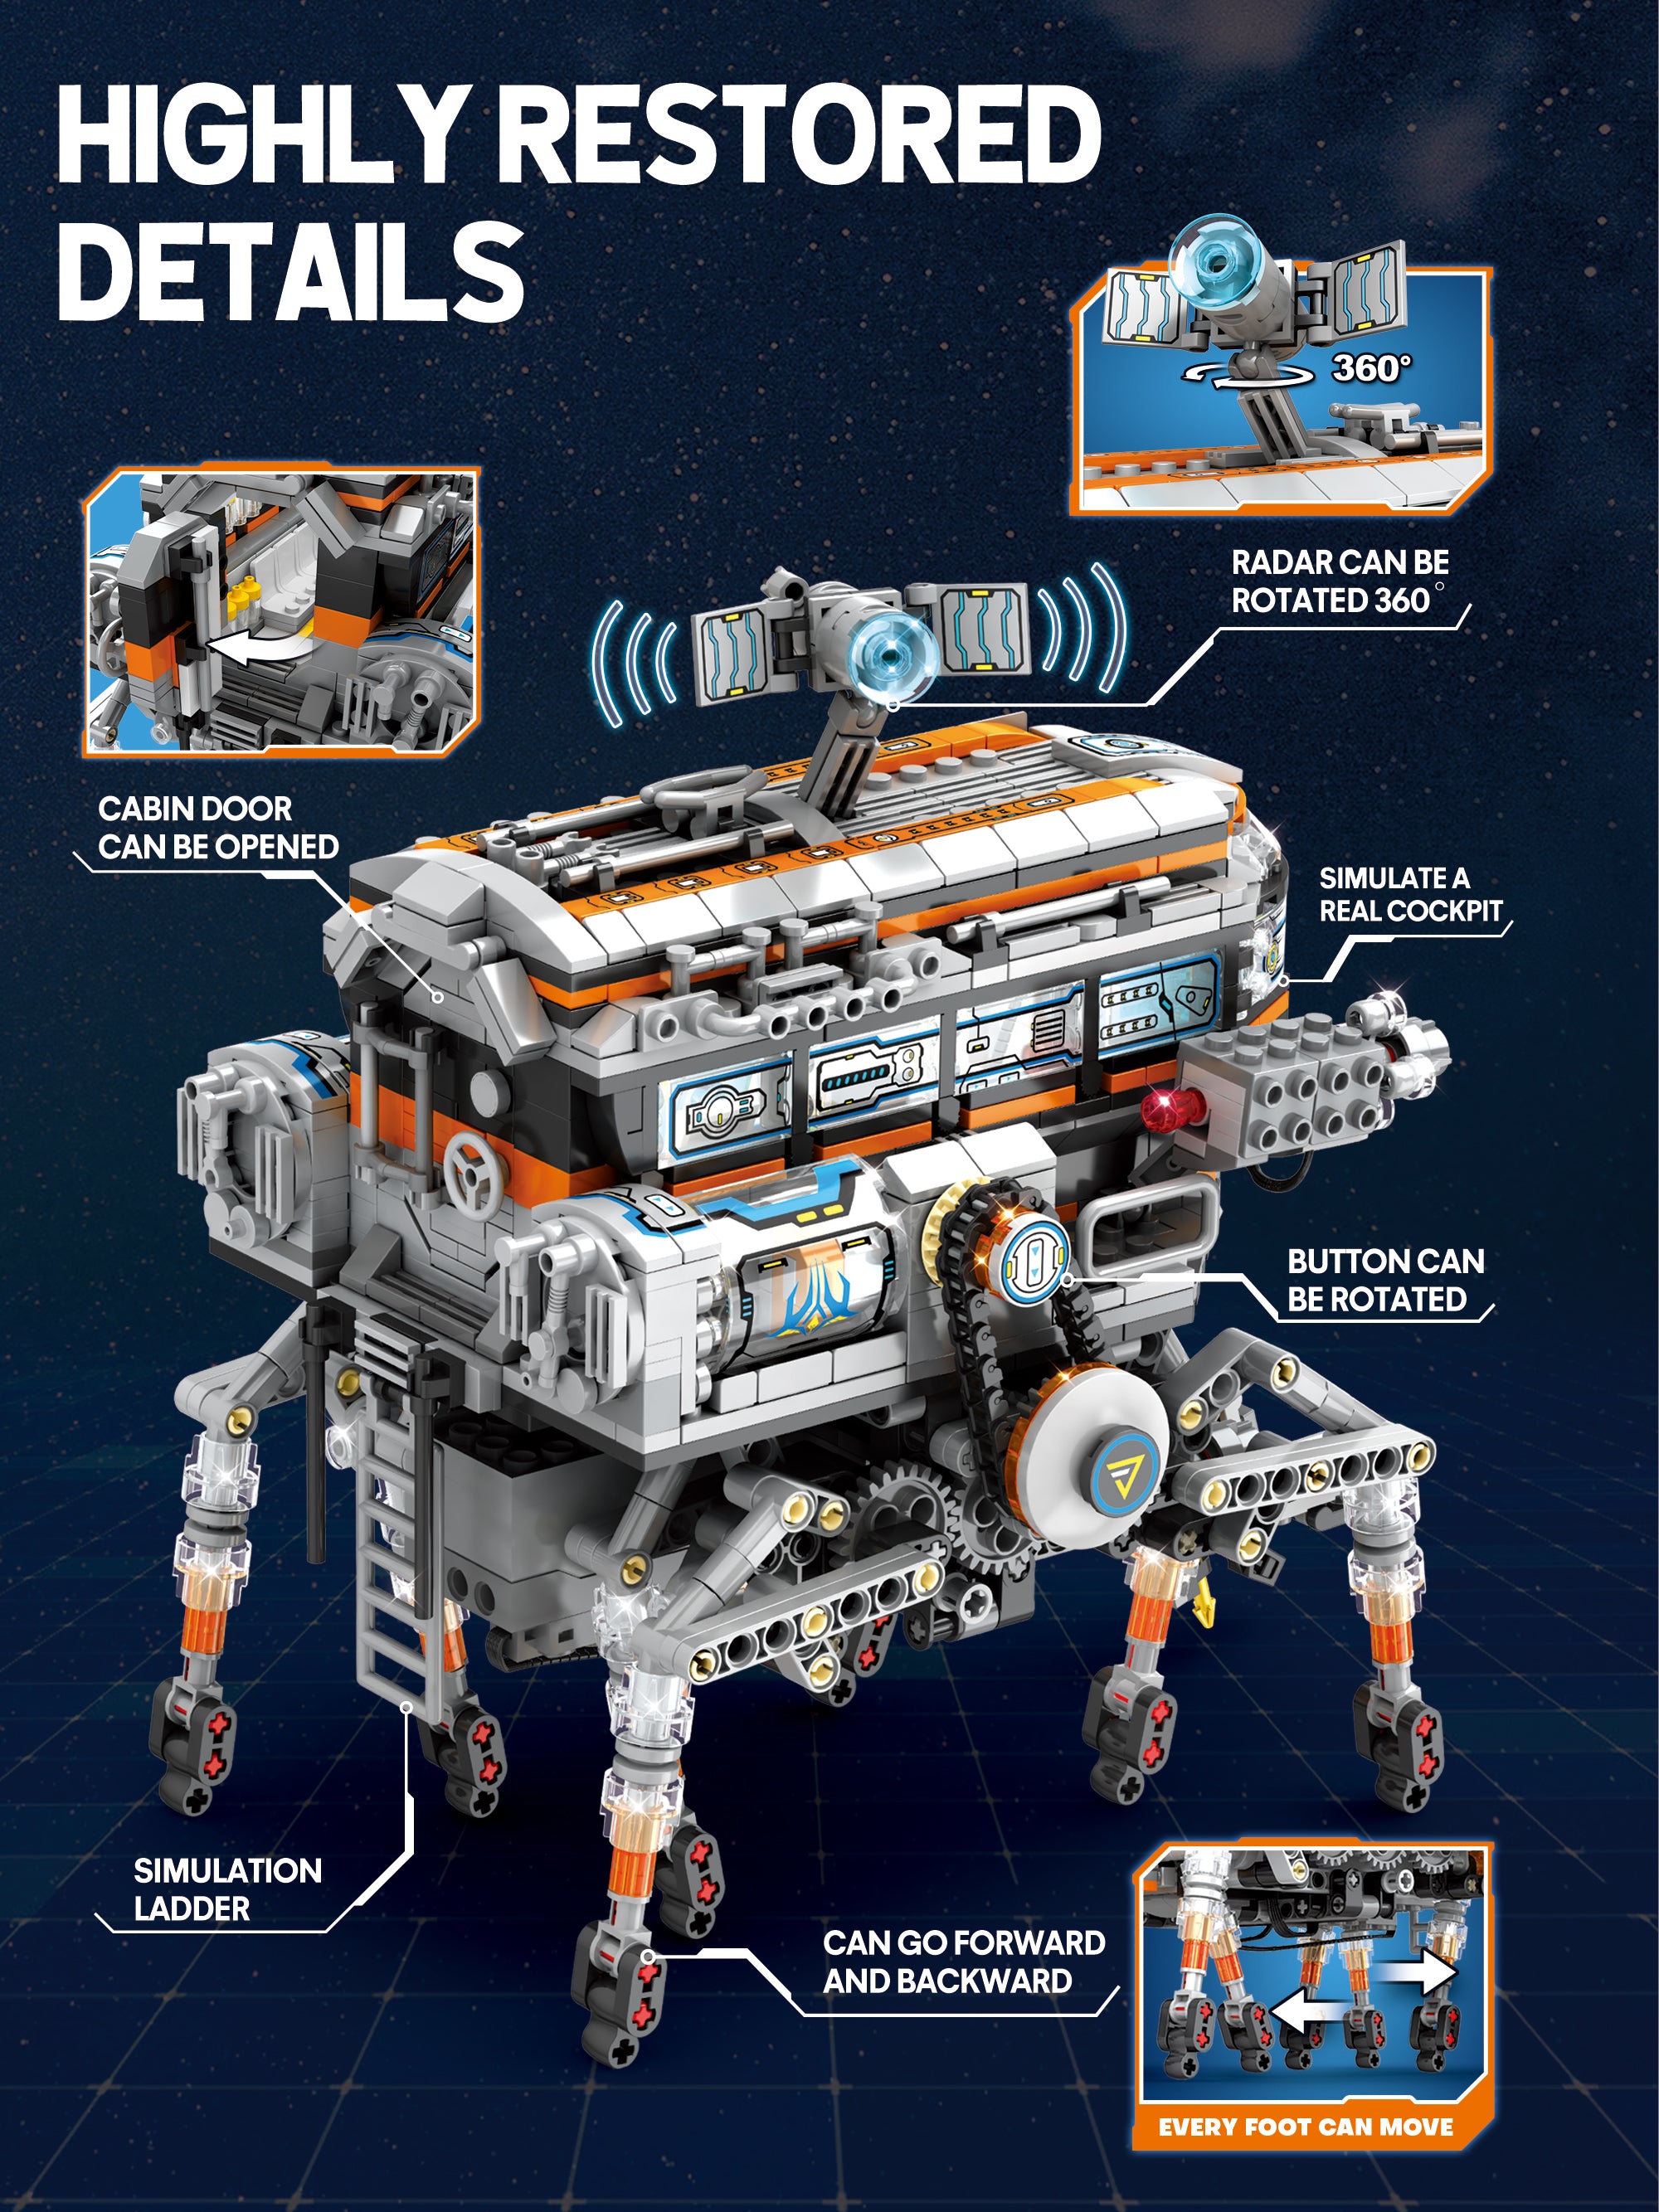 HIGHLY RESTORED
DETAILS
360°
RADAR CAN BE
ROTATED 360°
CABIN DOOR
CAN BE OPENED
SIMULATE A
REAL COCKPIT
BUTTON CAN
BE ROTATED
SIMULATION
LADDER
CAN GO FORWARD
AND BACKWARD
EVERY FOOT CAN MOVE